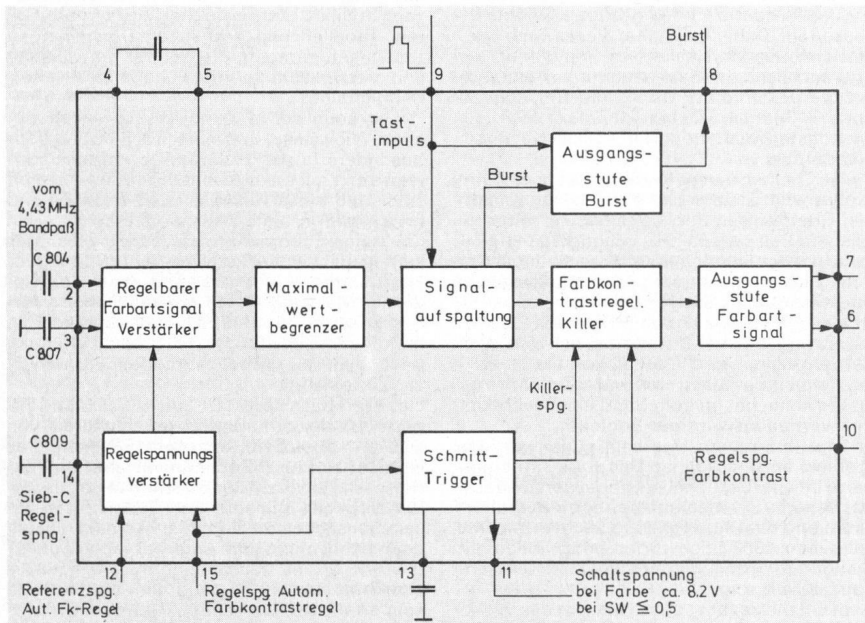 Burst
4
5
9
8
Tast-
impuls
Burst
Ausgangs-
stufe
Burst
vom
4,43 MHz
Bandpaß
C804
2
3
C807
Regelbarer
Farbartsignal
Verstärker
Maximal-
wert-
begrenzer
Signal-
aufspaltung
Farbkon-
trastregel.
Killer
Ausgangs-
stufe
Farbart-
signal
7
6
Killer-
spg.
10
Regelspg.
Farbkontrast
C809
14
Sieb-C
Regel-
spng.
Regelspannungs
verstärker
Schmitt-
Trigger
12
15
13
11
Referenzspg.
Aut. Fk-Regel
Regelspg. Autom.
Farbkontrastregel
Schaltspannung
bei Farbe ca. 8,2V
bei SW ≦ 0,5